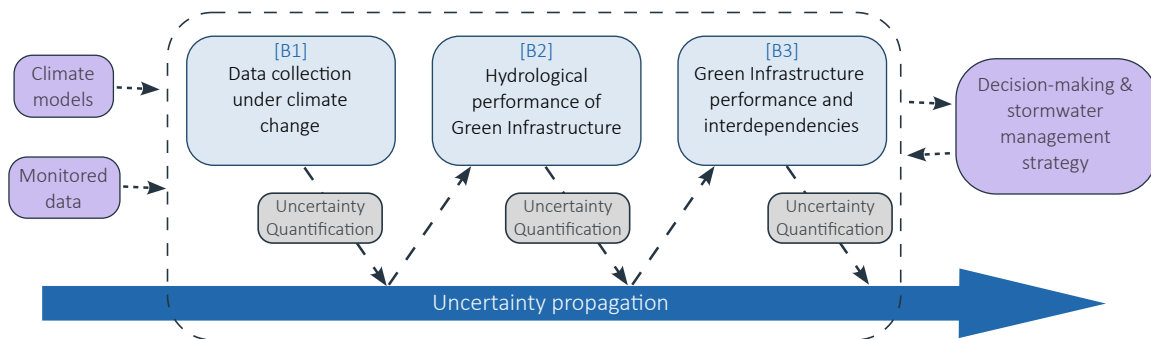 Climate
models
Monitored
data
[B1]
Data collection
under climate
change
[B2]
Hydrological
performance of
Green Infrastructure
[B3]
Green Infrastructure
performance and
interdependencies
Decision-making &
stormwater
management
strategy
Uncertainty
Quantification
Uncertainty
Quantification
Uncertainty
Quantification
Uncertainty propagation